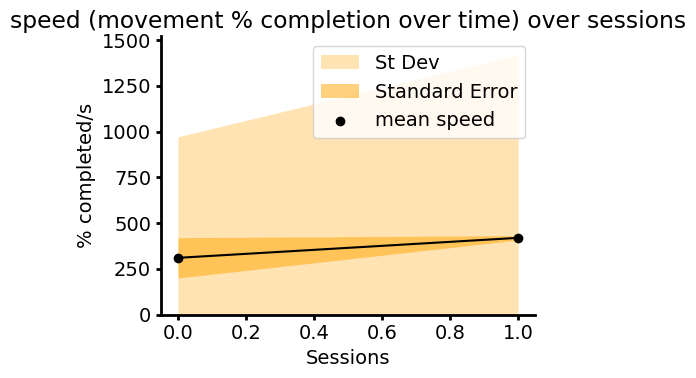 speed (movement % completion over time) over sessions
1500
1250
1000
750
500
250
0
% completed/s
St Dev
Standard Error
mean speed
0.0 0.2 0.4 0.6 0.8 1.0
Sessions